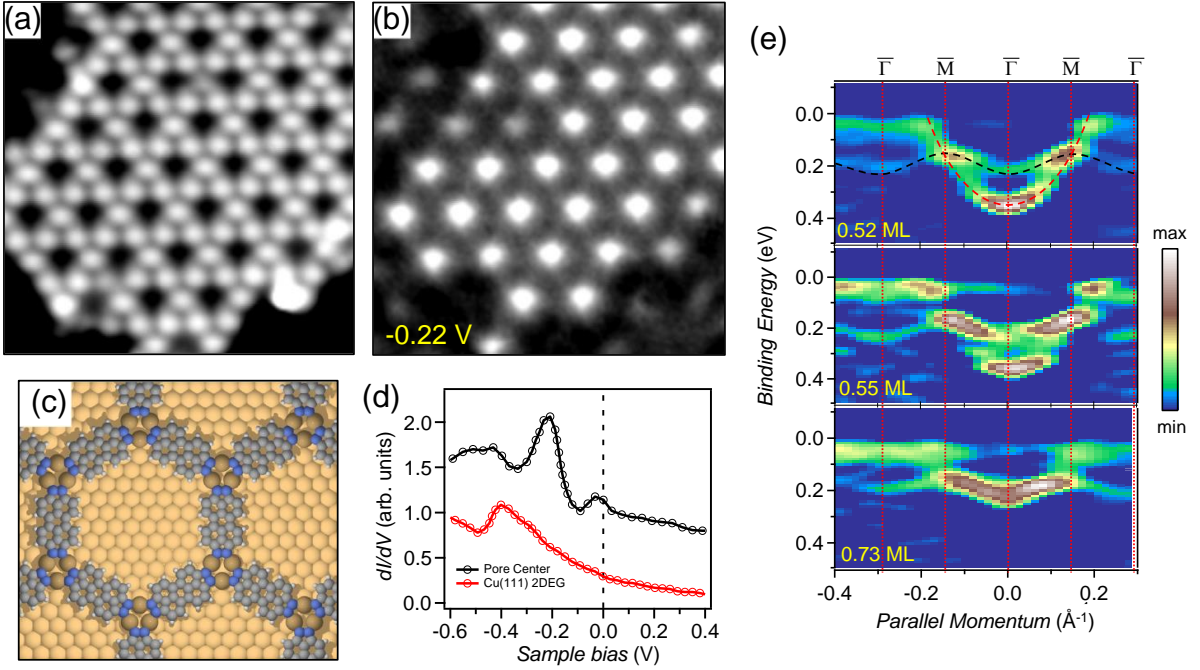 (a)
(b)
-0.22 V
(c)
(d)
dI/dV (arb. units)
2.0
1.5
1.0
0.5
0.0
Pore Center
Cu(111) 2DEG
-0.6 -0.4 -0.2 0.0 0.2 0.4
Sample bias (V)
(e)
Γ̅ M̅ Γ̅ M̅ Γ̅
Binding Energy (eV)
0.0
0.2
0.4
0.52 ML
0.0
0.2
0.4
0.55 ML
0.0
0.2
0.4
0.73 ML
-0.4 -0.2 0.0 0.2
Parallel Momentum (Å⁻¹)
max
min